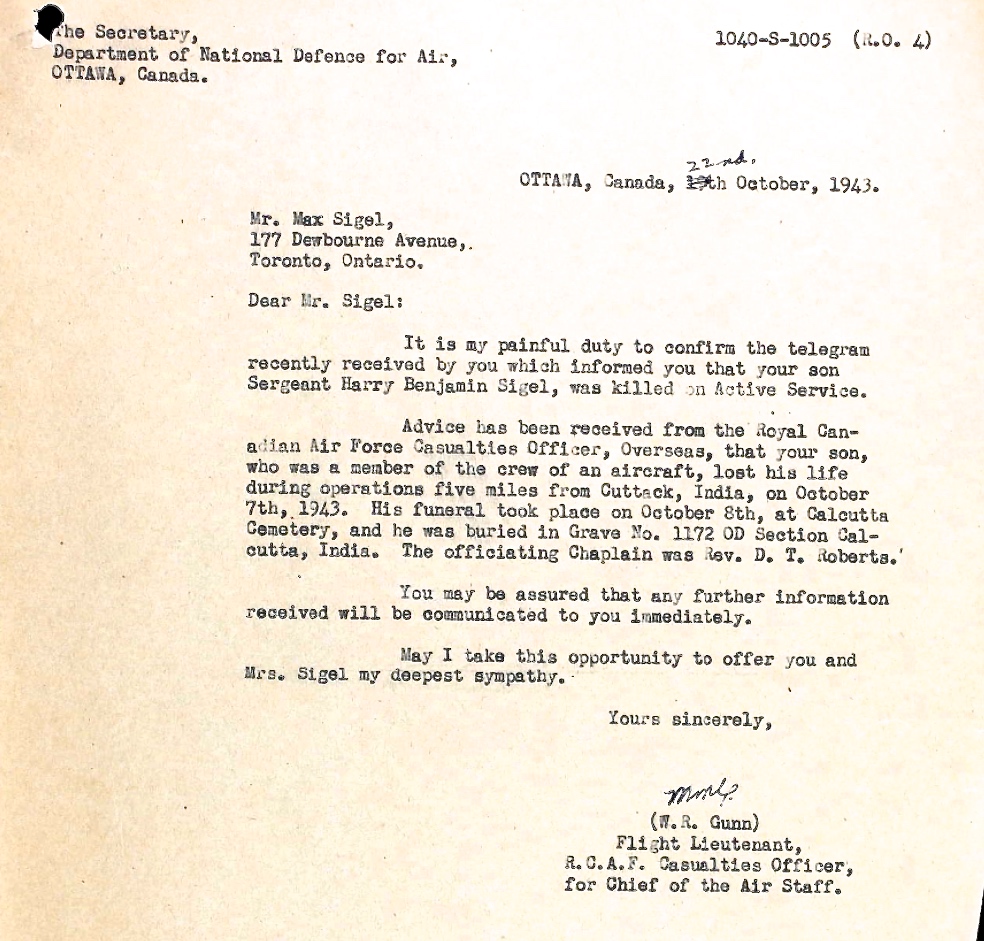 The Secretary,
Department of National Defence for Air,
OTTAWA, Canada.
1040-S-1005 (R.O. 4)
22nd.
OTTAWA, Canada, th October, 1943.
Mr. Max Sigel,
177 Dewbourne Avenue,
Toronto, Ontario.
Dear Mr. Sigel:
It is my painful duty to confirm the telegram
recently received by you which informed you that your son
Sergeant Harry Benjamin Sigel, was killed on Active Service.
Advice has been received from the Royal Can-
adian Air Force Casualties Officer, Overseas, that your son,
who was a member of the crew of an aircraft, lost his life
during operations five miles from Cuttack, India, on October
7th, 1943. His funeral took place on October 8th, at Calcutta
Cemetery, and he was buried in Grave No. 1172 OD Section Cal-
cutta, India. The officiating Chaplain was Rev. D. T. Roberts.
You may be assured that any further information
received will be communicated to you immediately.
May I take this opportunity to offer you and
Mrs. Sigel my deepest sympathy.
Yours sincerely,
(W.R. Gunn)
Flight Lieutenant,
R.C.A.F. Casualties Officer,
for Chief of the Air Staff.